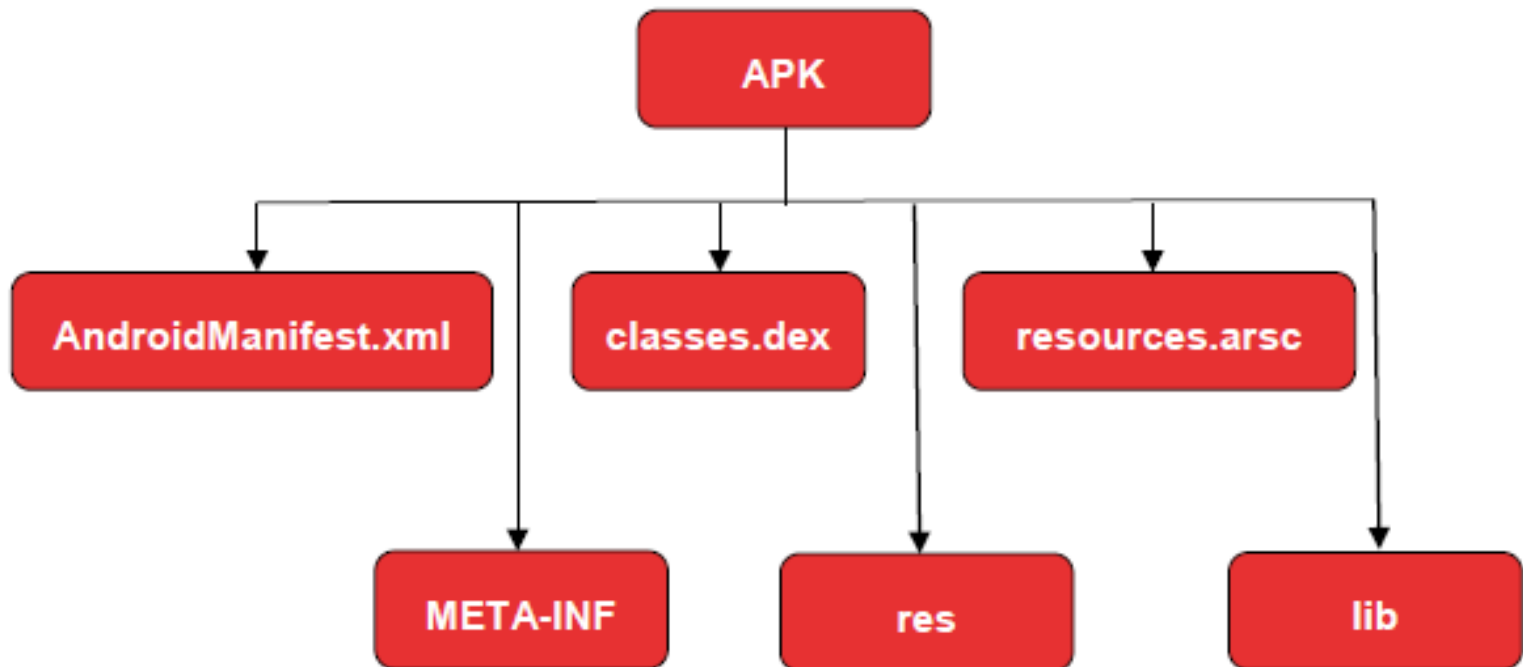 APK
AndroidManifest.xml
classes.dex
resources.arsc
META-INF
res
lib